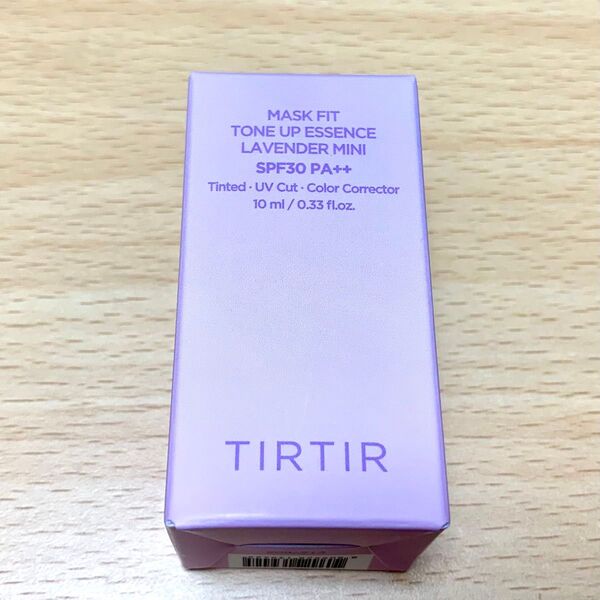 MASK FIT
TONE UP ESSENCE
LAVENDER MINI
SPF30 PA++
Tinted · UV Cut · Color Corrector
10 ml / 0.33 fl.oz.
TIRTIR